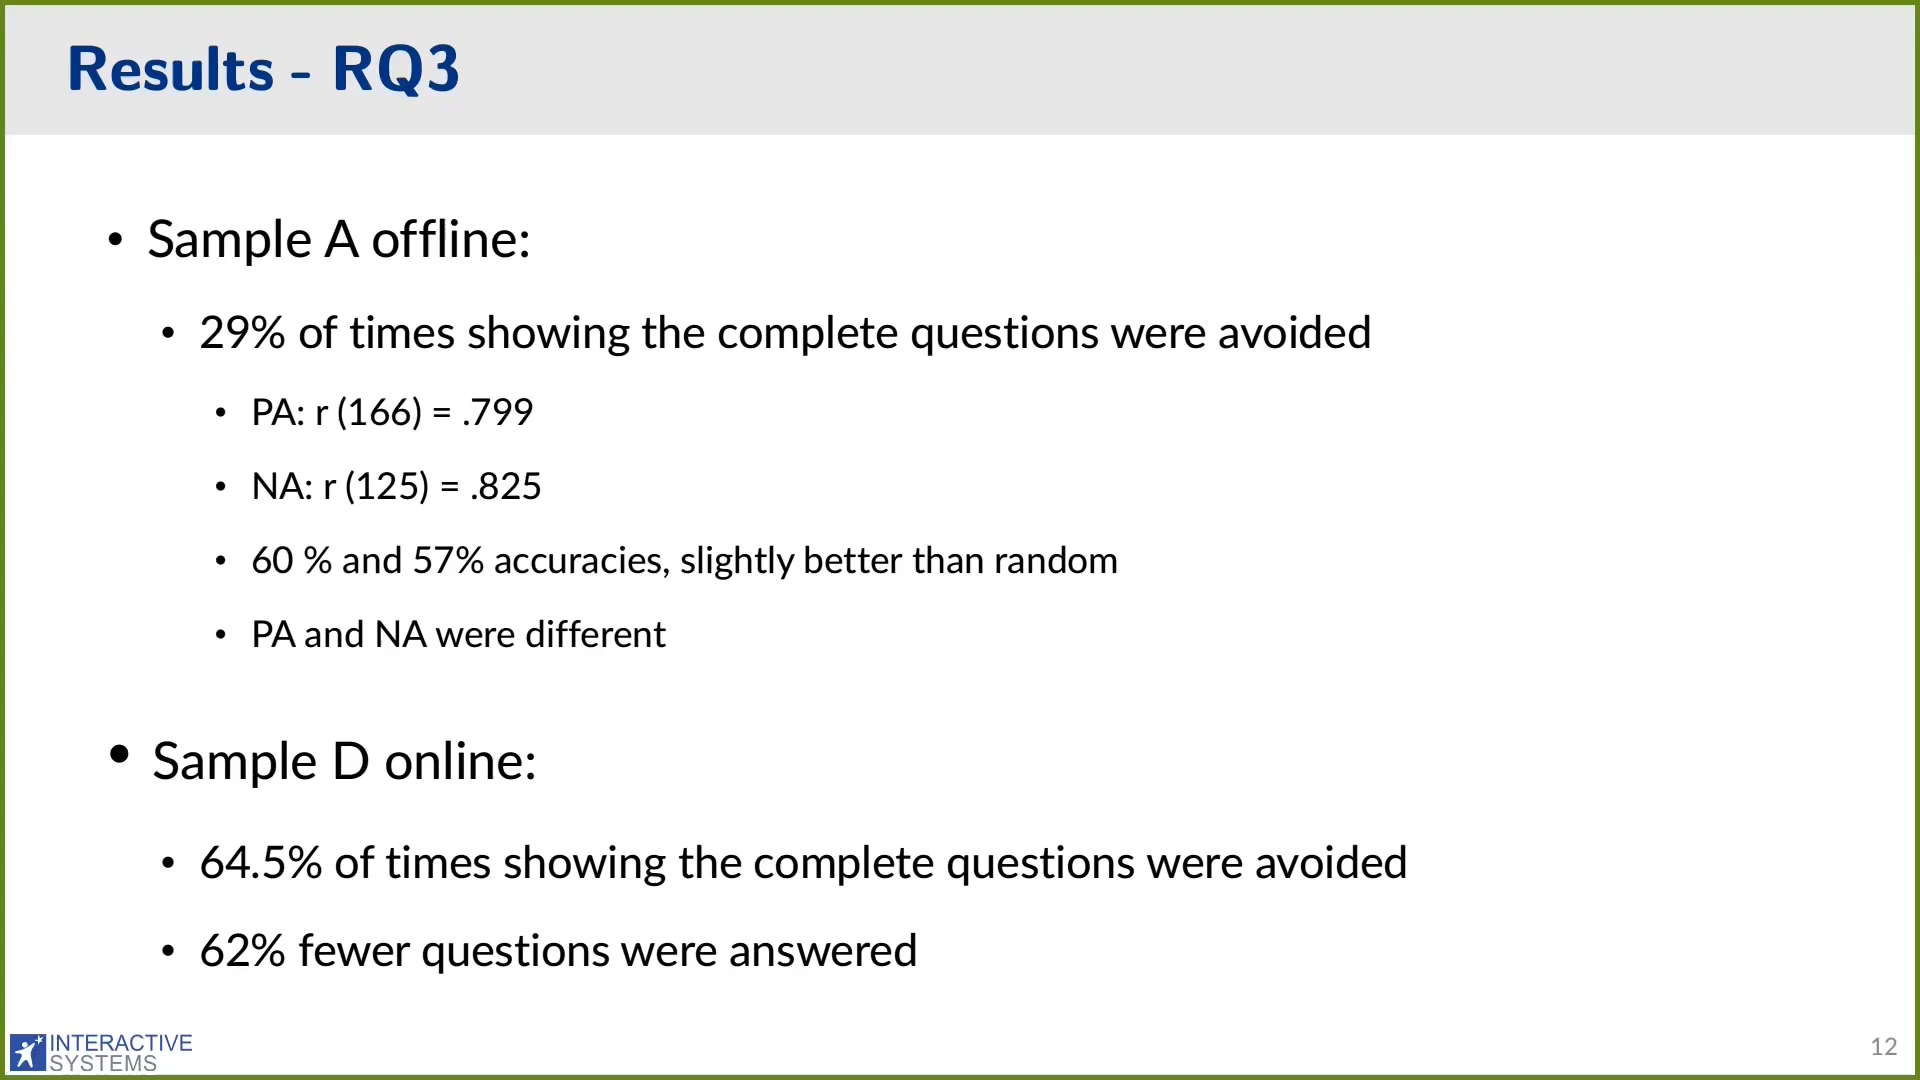 Results - RQ3
• Sample A offline:
• 29% of times showing the complete questions were avoided
• PA: r (166) = .799
• NA: r (125) = .825
• 60 % and 57% accuracies, slightly better than random
• PA and NA were different
• Sample D online:
• 64.5% of times showing the complete questions were avoided
• 62% fewer questions were answered
INTERACTIVE
SYSTEMS
12